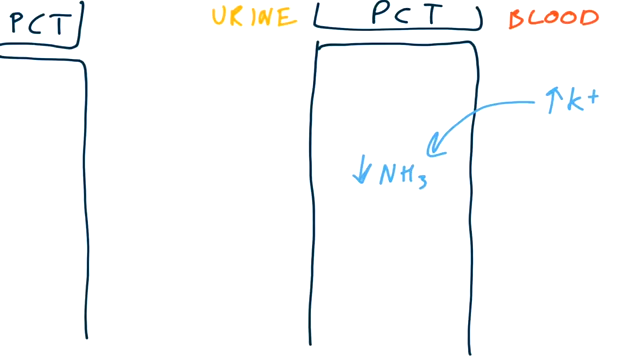 PCT URINE PCT BLOOD
↑K+
↓NH₃